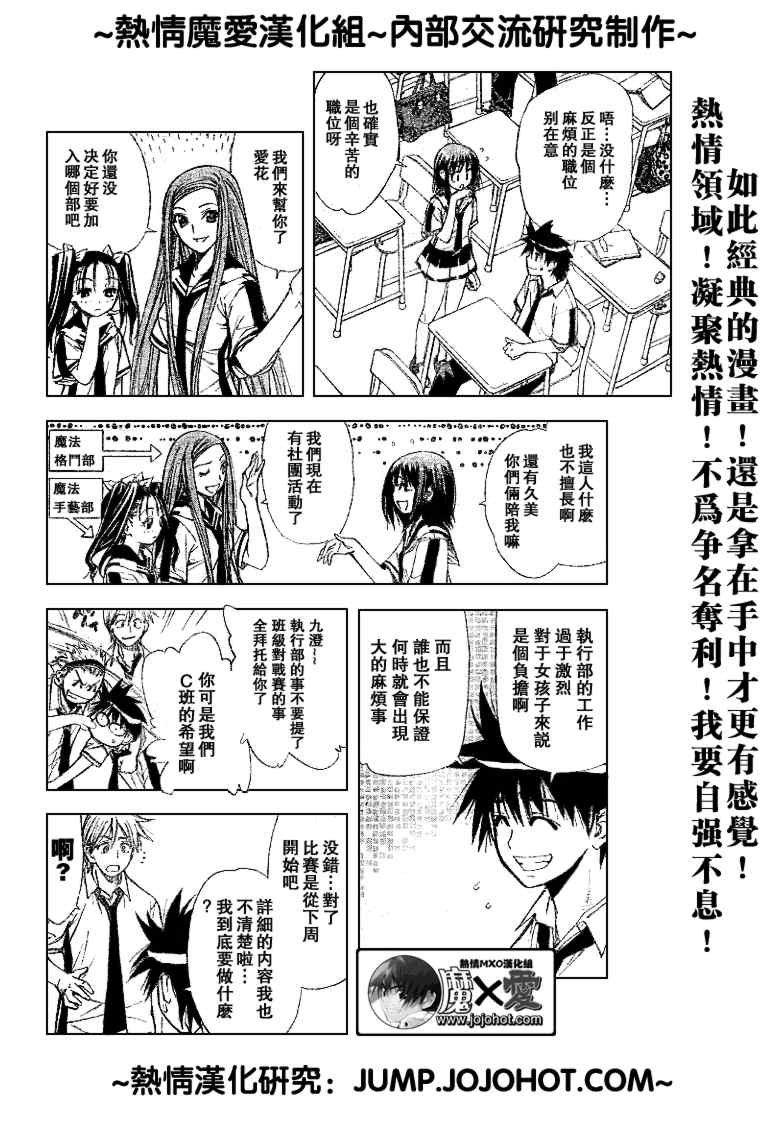 ~熱情魔愛漢化組~內部交流研究制作~
如此經典的漫畫！還是拿在手中才更有感覺！
熱情領域！凝聚熱情！不爲争名奪利！我要自强不息！
唔…没什麽
反正是個
麻煩的職位
别在意
也確實
是個辛苦的
職位呀
我們來幫你了
愛花
你還没
决定好要加
入哪個部吧
我這人什麽
也不擅長啊
還有久美
你們倆陪我嘛
我們現在
有社團活動了
魔法
格鬥部
魔法
手藝部
執行部的工作
過于激烈
對于女孩子來説
是個負擔啊
而且
誰也不能保證
何時就會出現
大的麻煩事
九澄~
執行部的事不要提了
班級對戰賽的事
全拜托給你了
你可是我們
C班的希望啊
没錯…對了
比賽是從下周
開始吧
詳細的内容我也
不清楚啦…
我到底要做什麽
？
啊？
熱情MXO漢化組
魔×愛
www.jojohot.com
~熱情漢化研究：JUMP.JOJOHOT.COM~